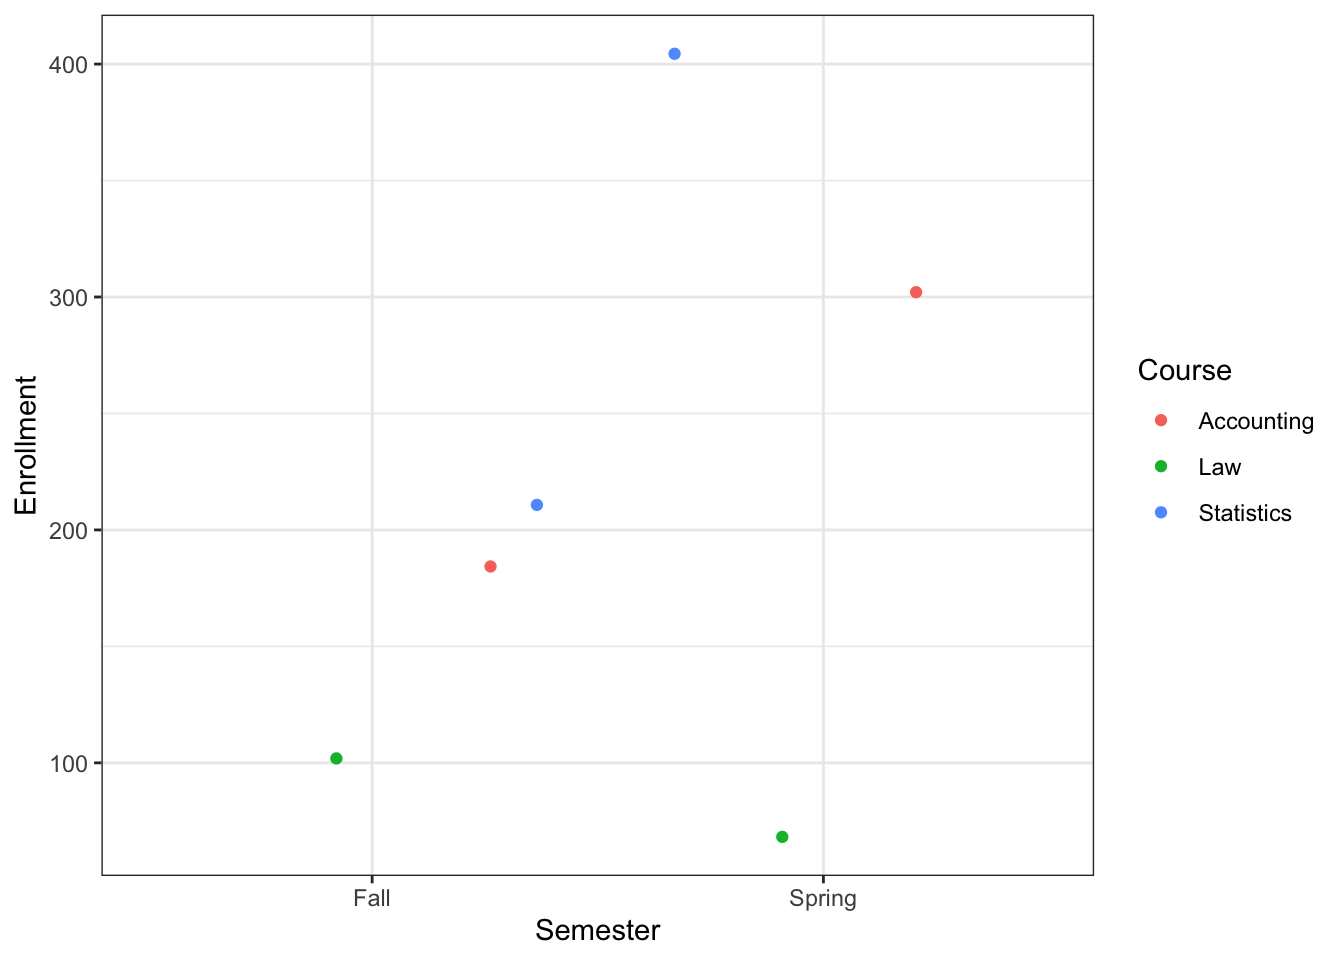 400
300
200
100
Enrollment
Fall
Spring
Semester
Course
Accounting
Law
Statistics